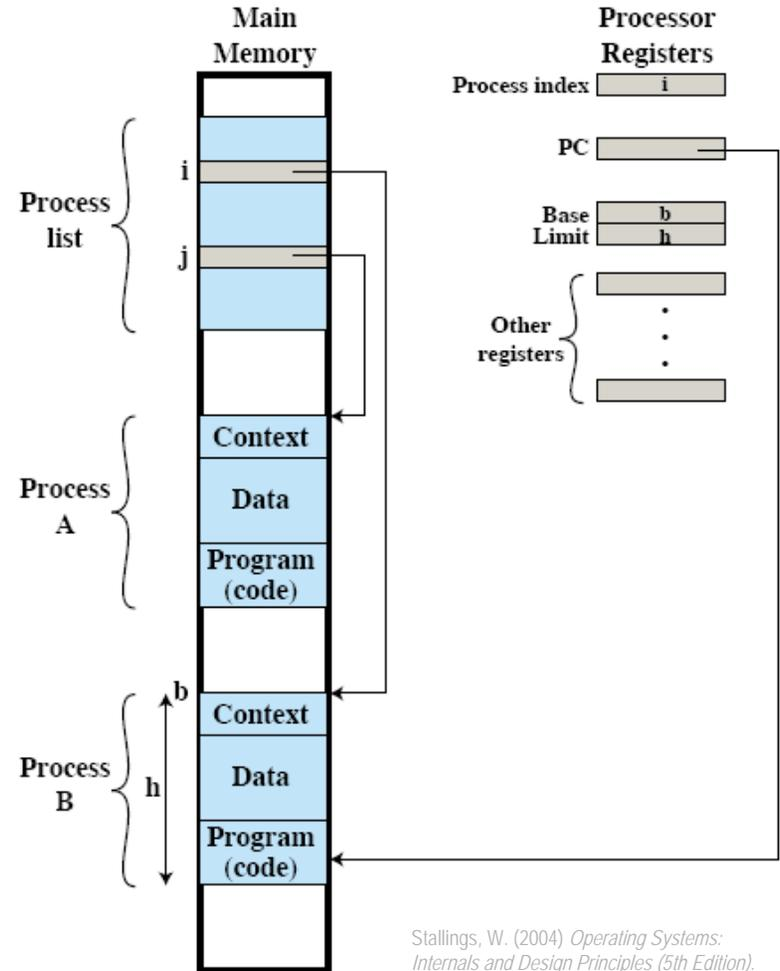 Main
Memory
Processor
Registers
Process index
i
PC
Base
b
Limit
h
Other
registers
Process
list
i
j
Process
A
Context
Data
Program
(code)
Process
B
b
h
Context
Data
Program
(code)
Stallings, W. (2004) Operating Systems:
Internals and Design Principles (5th Edition).